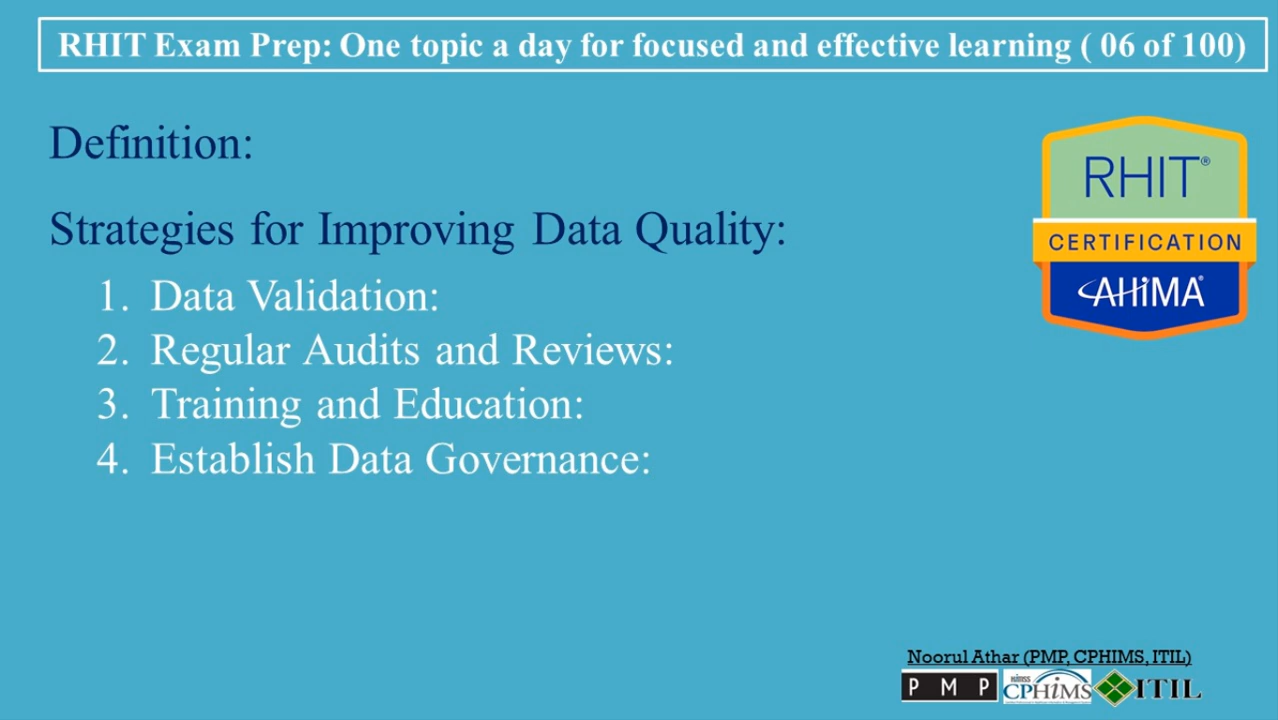 RHIT Exam Prep: One topic a day for focused and effective learning ( 06 of 100)
Definition:
Strategies for Improving Data Quality:
1. Data Validation:
2. Regular Audits and Reviews:
3. Training and Education:
4. Establish Data Governance:
RHIT®
CERTIFICATION
AHiMA®
Noorul Athar (PMP, CPHIMS, ITIL)
P M P
himss
CPHiMS
ITIL